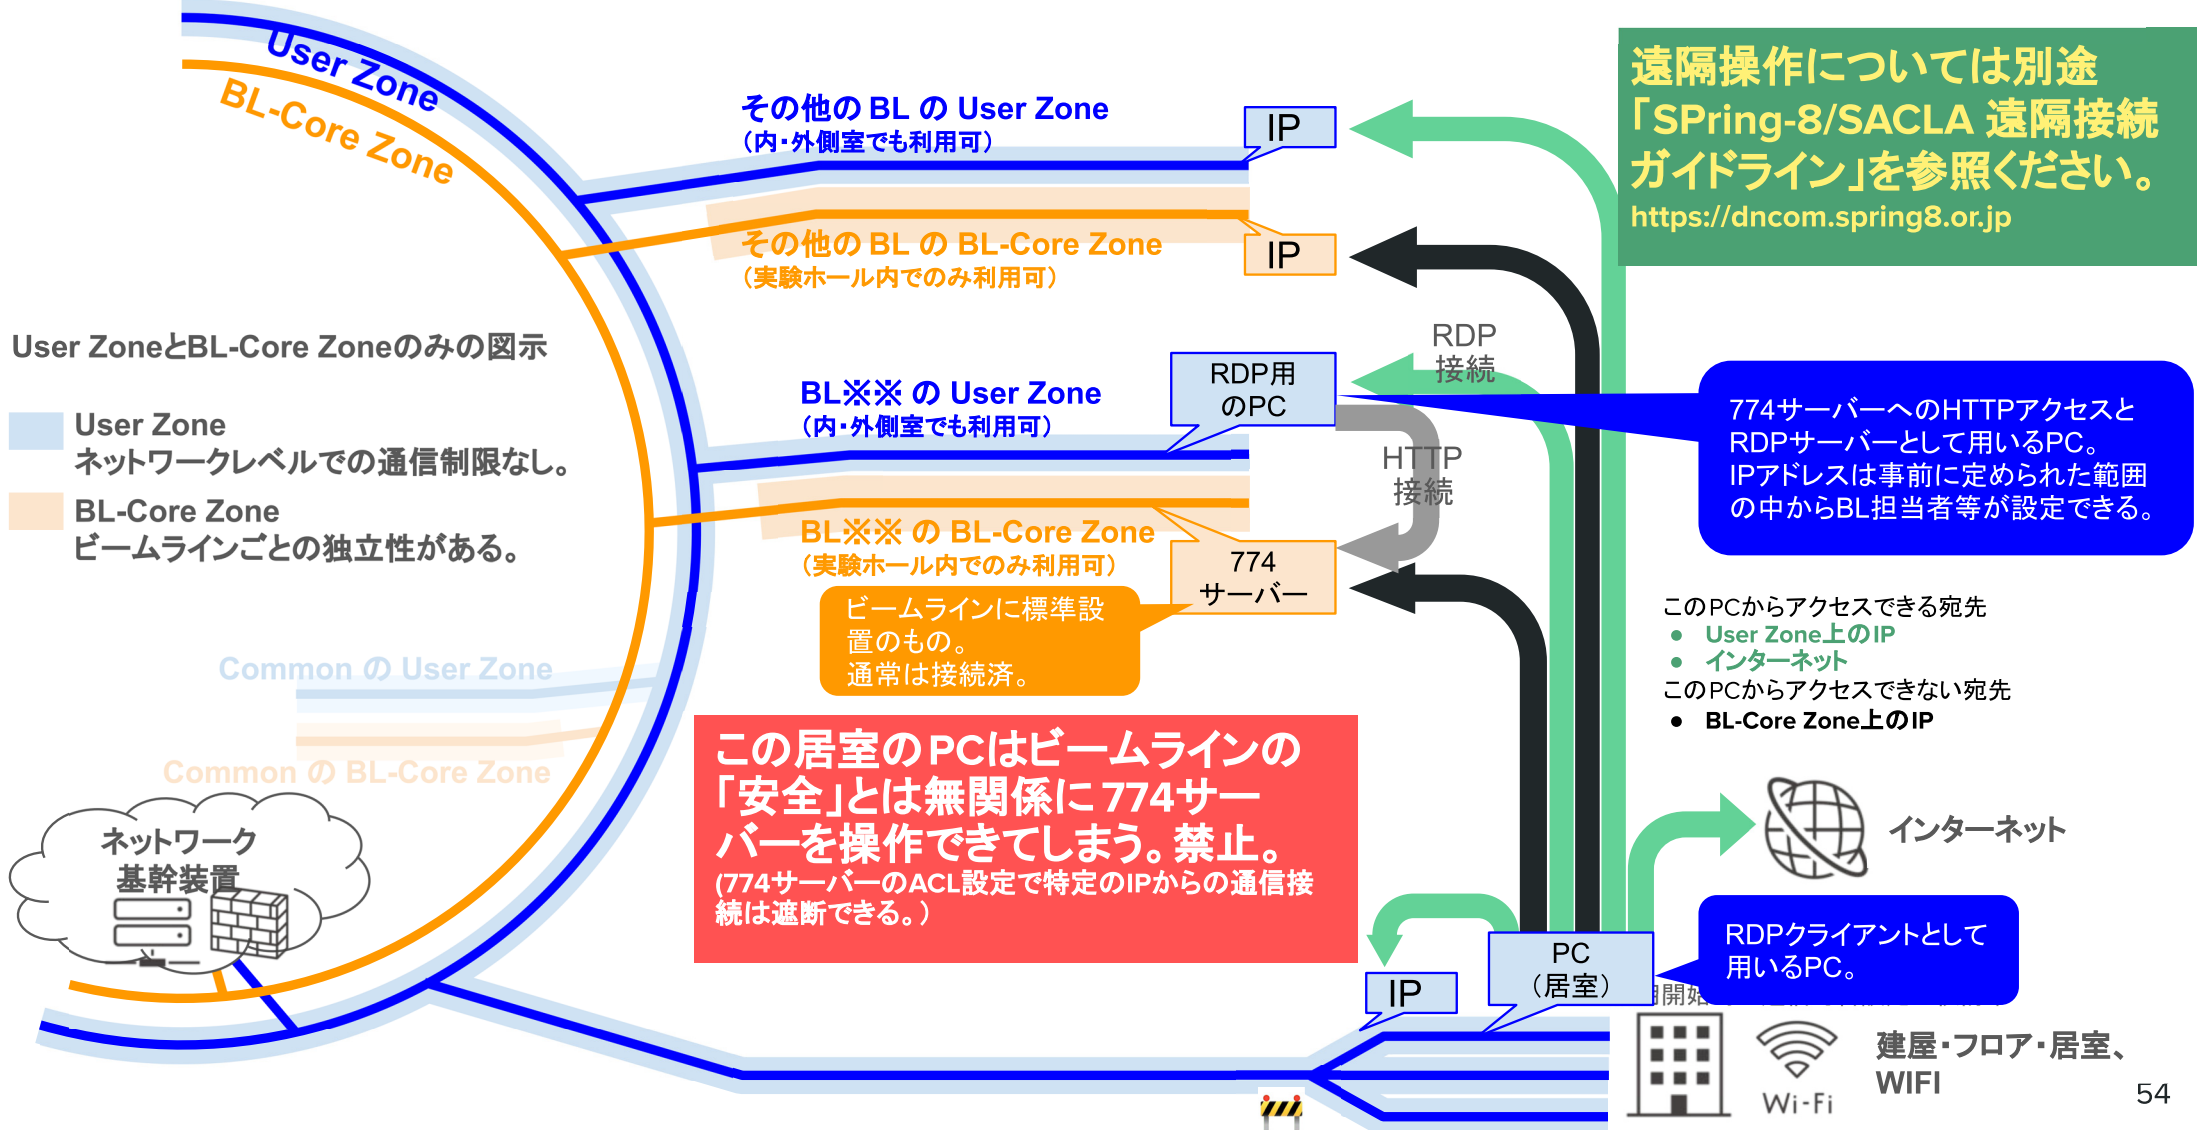 User Zone
BL-Core Zone
その他の BL の User Zone
（内・外側室でも利用可）
IP
その他の BL の BL-Core Zone
（実験ホール内でのみ利用可）
IP
遠隔操作については別途
「SPring-8/SACLA 遠隔接続
ガイドライン」を参照ください。
https://dncom.spring8.or.jp
User ZoneとBL-Core Zoneのみの図示
User Zone
ネットワークレベルでの通信制限なし。
BL-Core Zone
ビームラインごとの独立性がある。
RDP
接続
RDP用
のPC
BL※※ の User Zone
（内・外側室でも利用可）
HTTP
接続
BL※※ の BL-Core Zone
（実験ホール内でのみ利用可）
774
サーバー
ビームラインに標準設
置のもの。
通常は接続済。
774サーバーへのHTTPアクセスと
RDPサーバーとして用いるPC。
IPアドレスは事前に定められた範囲
の中からBL担当者等が設定できる。
このPCからアクセスできる宛先
● User Zone上のIP
● インターネット
このPCからアクセスできない宛先
● BL-Core Zone上のIP
Common の User Zone
Common の BL-Core Zone
ネットワーク
基幹装置
この居室のPCはビームラインの
「安全」とは無関係に774サー
バーを操作できてしまう。禁止。
(774サーバーのACL設定で特定のIPからの通信接
続は遮断できる。）
インターネット
RDPクライアントとして
用いるPC。
PC
（居室）
IP
開始
Wi-Fi
建屋・フロア・居室、
WIFI
54